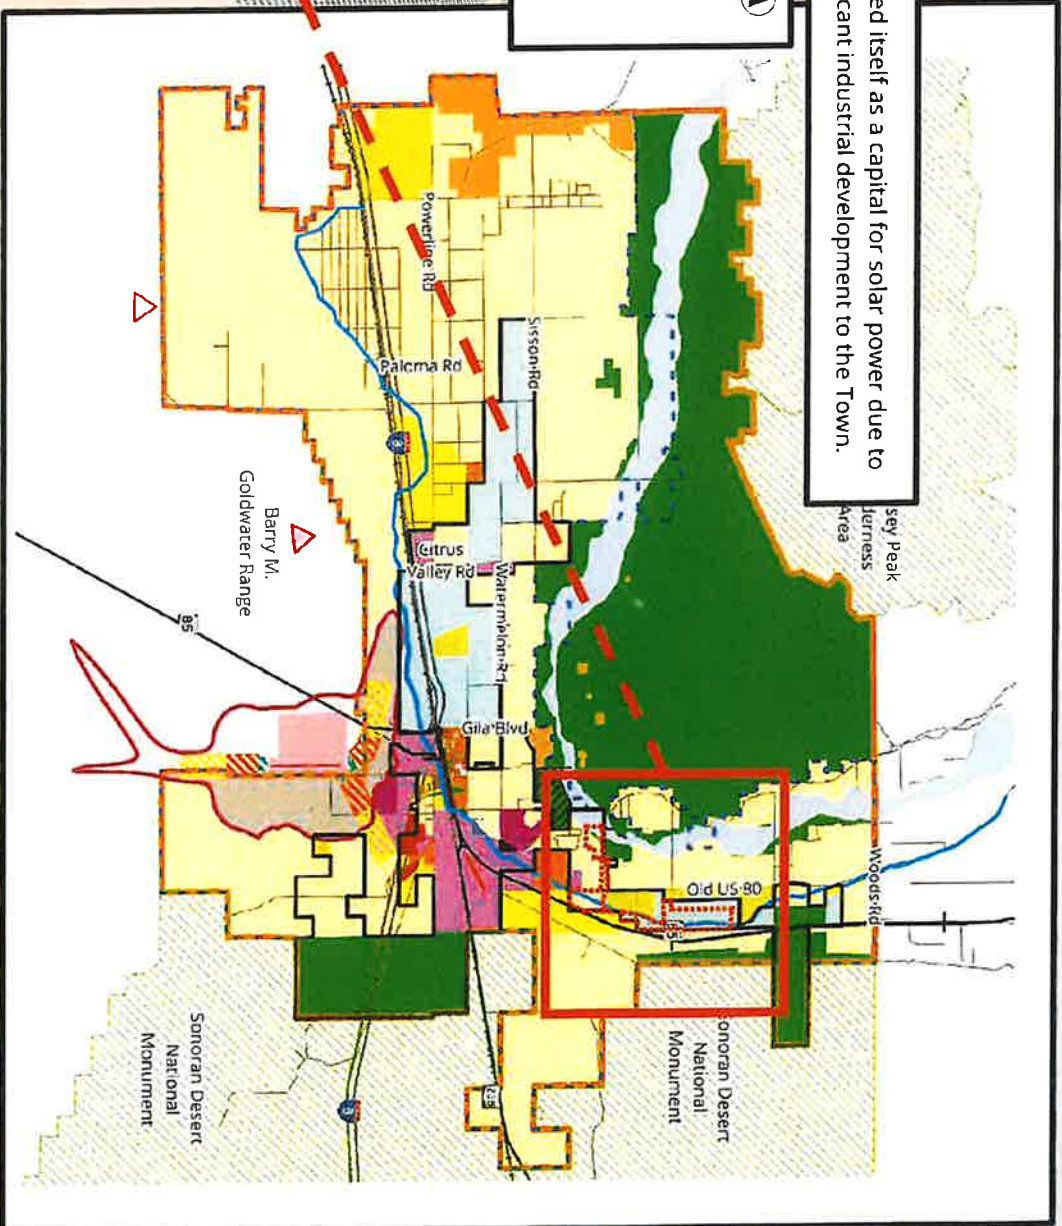 ed itself as a capital for solar power due to
cant industrial development to the Town.
sey Peak
derness
Area
Woods Rd
Old US 80
85
Sonoran Desert
National
Monument
Sisson Rd
Powerline Rd
Paloma Rd
8
Citrus
Valley Rd
Watermelon Rd
Gila Blvd
Barry M.
Goldwater Range
85
8
Sonoran Desert
National
Monument